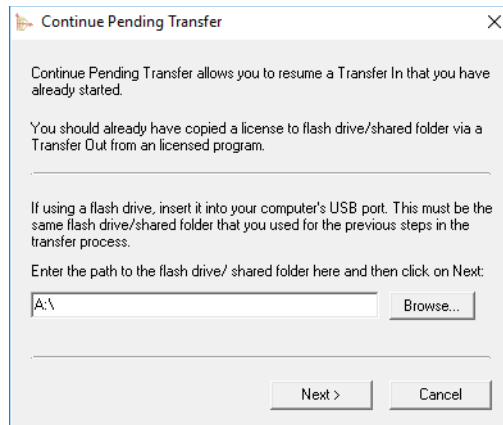 Continue Pending Transfer
Continue Pending Transfer allows you to resume a Transfer In that you have
already started.
You should already have copied a license to flash drive/shared folder via a
Transfer Out from an licensed program.
If using a flash drive, insert it into your computer's USB port. This must be the
same flash drive/shared folder that you used for the previous steps in the
transfer process.
Enter the path to the flash drive/ shared folder here and then click on Next:
A:\
Browse...
Next >
Cancel